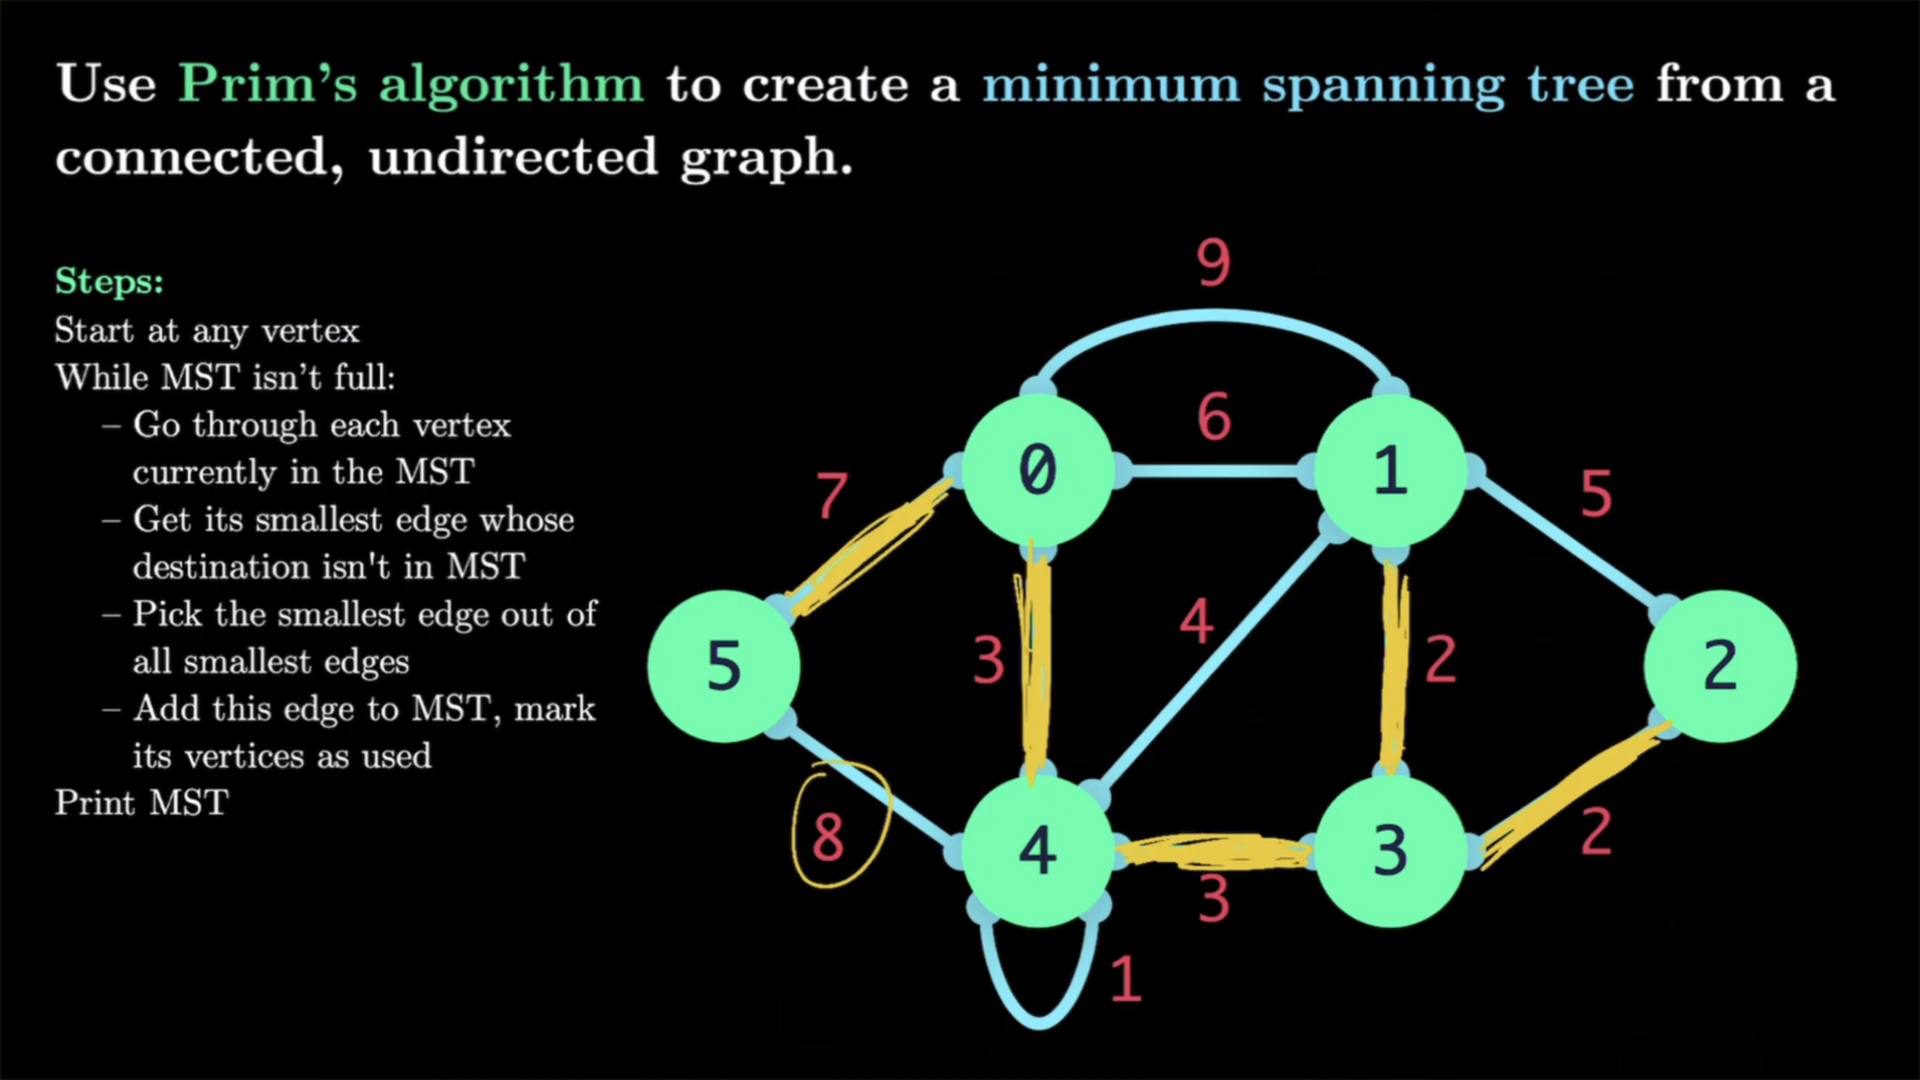 Use Prim's algorithm to create a minimum spanning tree from a
connected, undirected graph.
Steps:
Start at any vertex
While MST isn't full:
– Go through each vertex
currently in the MST
– Get its smallest edge whose
destination isn't in MST
– Pick the smallest edge out of
all smallest edges
– Add this edge to MST, mark
its vertices as used
Print MST
9
6
7
0
1
5
3
4
2
5
2
8
4
3
3
2
1